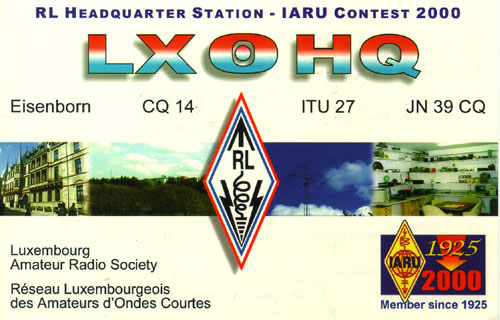 RL HEADQUARTER STATION - IARU CONTEST 2000
LX0HQ
Eisenborn CQ 14 ITU 27 JN 39 CQ
RL
Luxembourg
Amateur Radio Society
Réseau Luxembourgeois
des Amateurs d'Ondes Courtes
IARU
1925
2000
Member since 1925